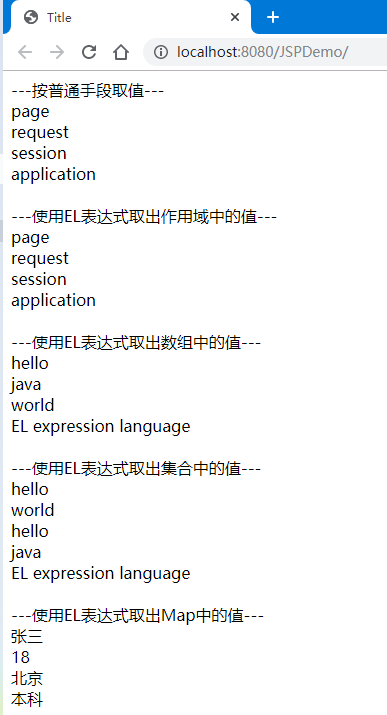 Title
localhost:8080/JSPDemo/
---按普通手段取值---
page
request
session
application
---使用EL表达式取出作用域中的值---
page
request
session
application
---使用EL表达式取出数组中的值---
hello
java
world
EL expression language
---使用EL表达式取出集合中的值---
hello
world
hello
java
EL expression language
---使用EL表达式取出Map中的值---
张三
18
北京
本科